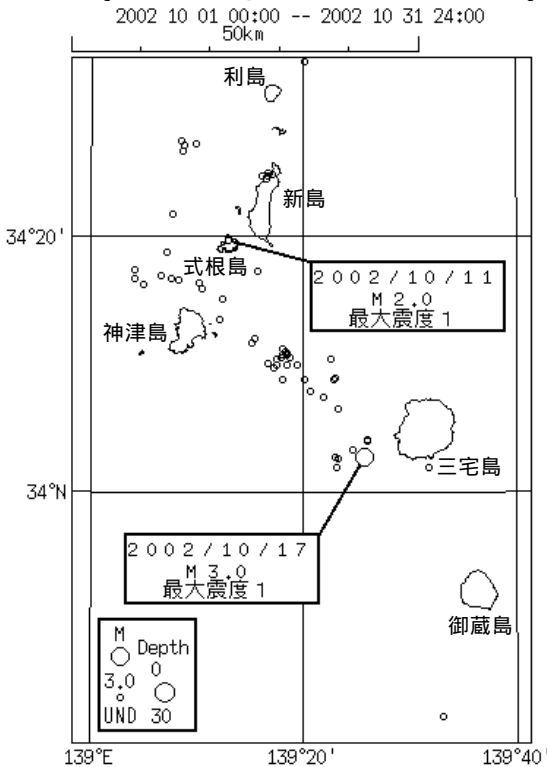 2002 10 01 00:00 -- 2002 10 31 24:00
50km
利島
新島
34°20'
式根島
2002/10/11
M 2.0
最大震度1
神津島
三宅島
34°N
2002/10/17
M 3.0
最大震度1
御蔵島
M
Depth
0
3.0
UND 30
139°E
139°20'
139°40'